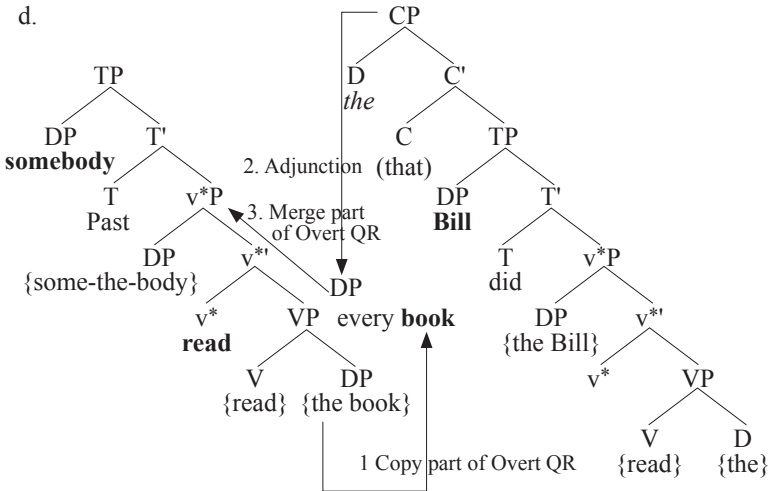 d.
CP
TP
D
the
C'
DP
somebody
T'
C
(that)
TP
2. Adjunction
T
Past
v*P
DP
Bill
T'
3. Merge part
of Overt QR
DP
{some-the-body}
v*'
T
did
v*P
DP
every book
v*
read
VP
DP
{the Bill}
v*'
V
{read}
DP
{the book}
v*
VP
1 Copy part of Overt QR
V
{read}
D
{the}